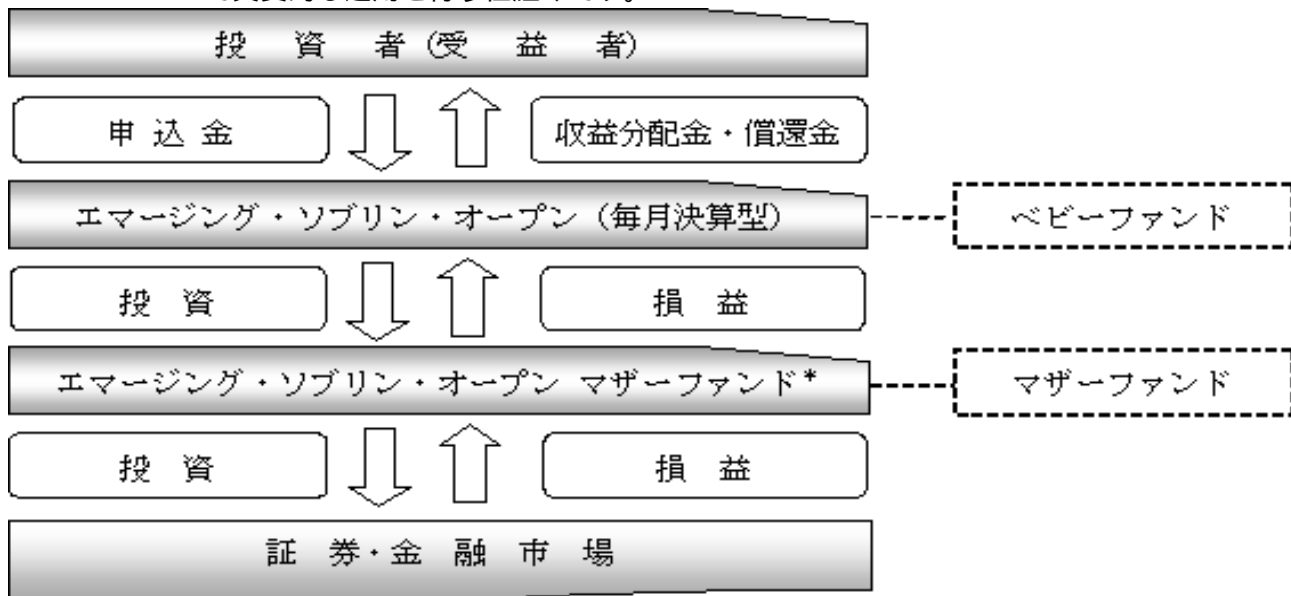 投資者(受益者)
申込金
収益分配金・償還金
エマージング・ソブリン・オープン(毎月決算型)
ベビーファンド
投資
損益
エマージング・ソブリン・オープン マザーファンド*
マザーファンド
投資
損益
証券・金融市場